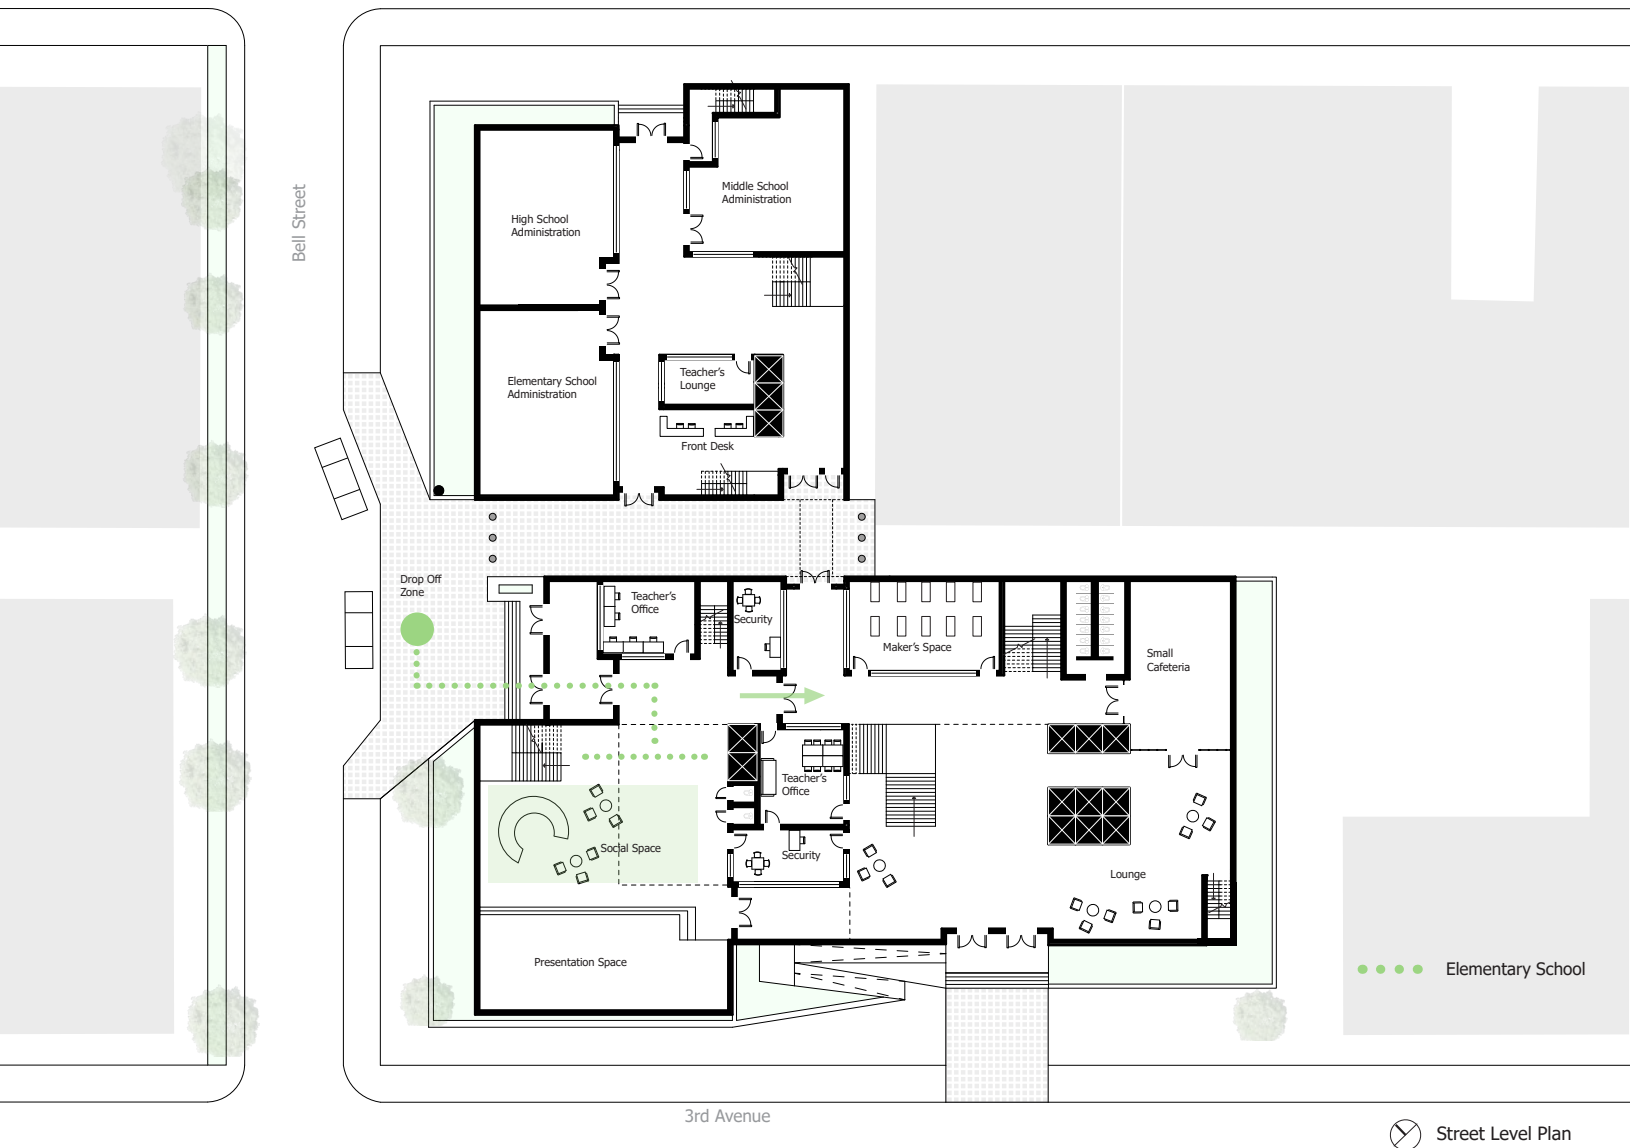 Bell Street
Middle School
Administration
High School
Administration
Teacher's
Lounge
Elementary School
Administration
Front Desk
Drop Off
Zone
Teacher's
Office
Security
Maker's Space
Small
Cafeteria
Teacher's
Office
Social Space
Security
Lounge
Presentation Space
Elementary School
3rd Avenue
Street Level Plan